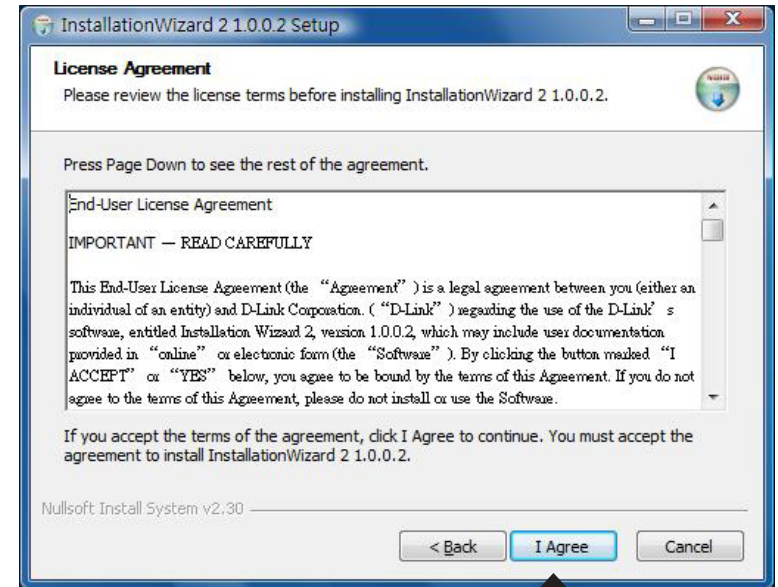 InstallationWizard 2 1.0.0.2 Setup
License Agreement
Please review the license terms before installing InstallationWizard 2 1.0.0.2.
Press Page Down to see the rest of the agreement.
End-User License Agreement
IMPORTANT — READ CAREFULLY
This End-User License Agreement (the “Agreement” ) is a legal agreement between you (either an
individual of an entity) and D-Link Corporation. ( “D-Link” ) regarding the use of the D-Link’ s
software, entitled Installation Wizard 2, version 1.0.0.2, which may include user documentation
provided in “online” or electronic form (the “Software” ). By clicking the button marked “I
ACCEPT” or “YES” below, you agree to be bound by the terms of this Agreement. If you do not
agree to the terms of this Agreement, please do not install or use the Software.
If you accept the terms of the agreement, click I Agree to continue. You must accept the
agreement to install InstallationWizard 2 1.0.0.2.
Nullsoft Install System v2.30
< Back I Agree Cancel